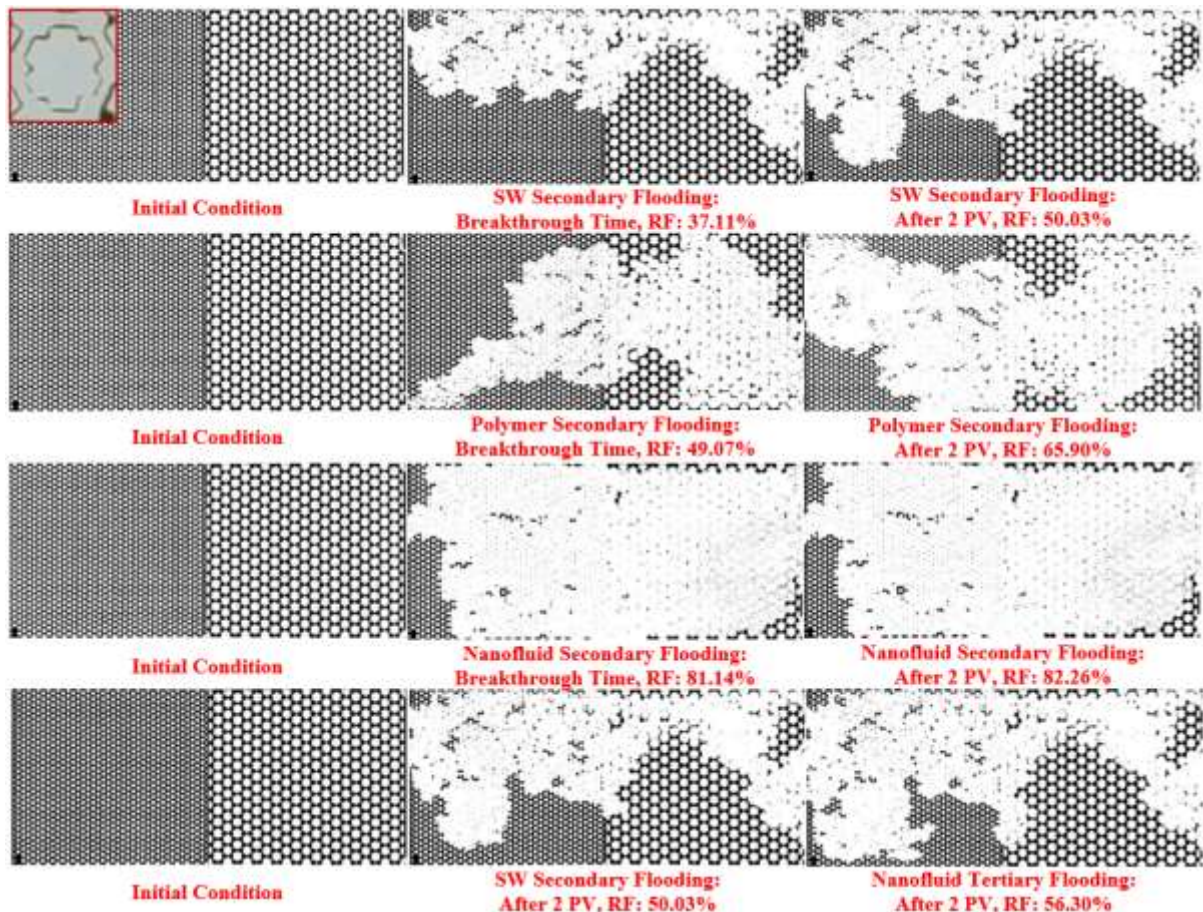 Initial Condition
SW Secondary Flooding:
Breakthrough Time, RF: 37.11%
SW Secondary Flooding:
After 2 PV, RF: 50.03%
Initial Condition
Polymer Secondary Flooding:
Breakthrough Time, RF: 49.07%
Polymer Secondary Flooding:
After 2 PV, RF: 65.90%
Initial Condition
Nanofluid Secondary Flooding:
Breakthrough Time, RF: 81.14%
Nanofluid Secondary Flooding:
After 2 PV, RF: 82.26%
Initial Condition
SW Secondary Flooding:
After 2 PV, RF: 50.03%
Nanofluid Tertiary Flooding:
After 2 PV, RF: 56.30%